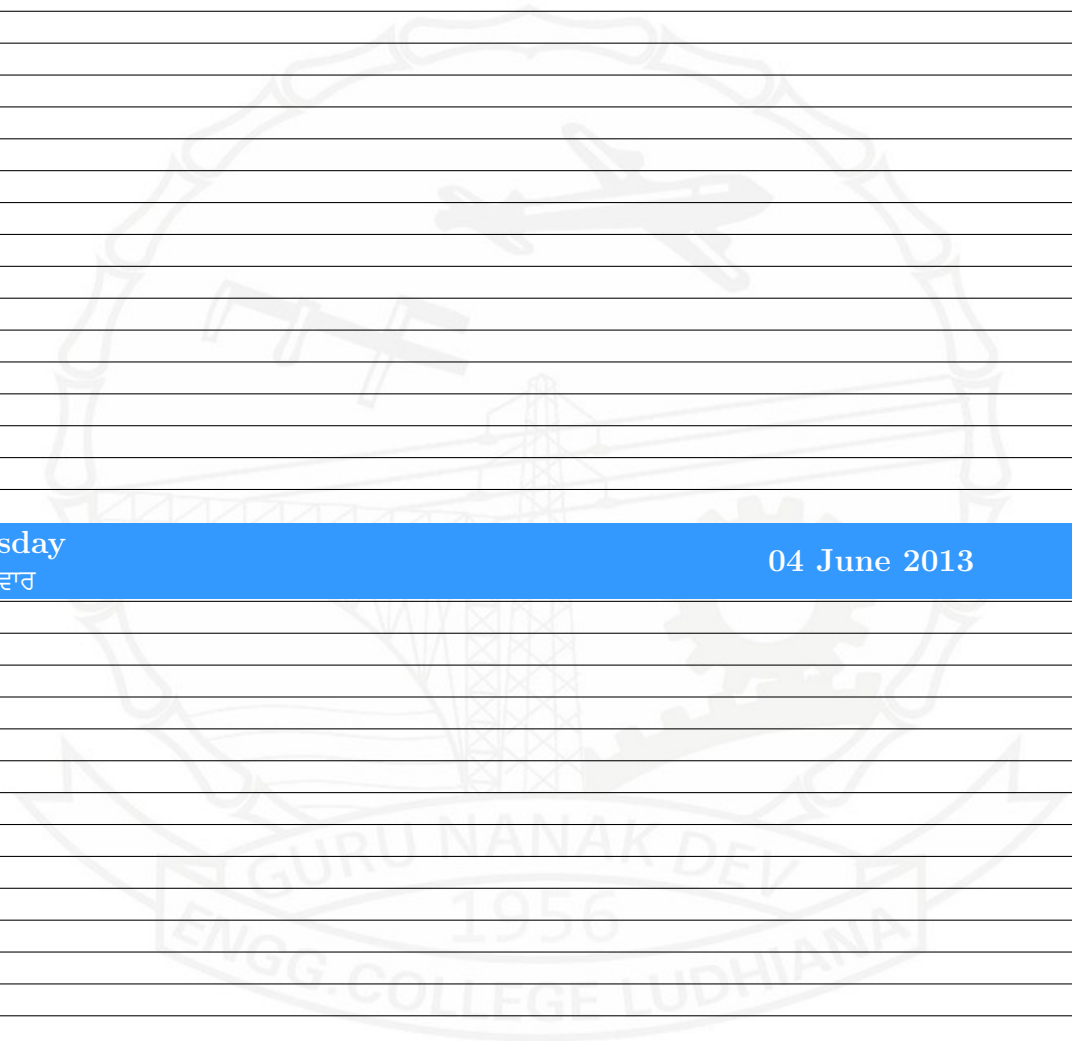 sday
ਵਾਰ
04 June 2013
GURU NANAK DEV
1956
ENGG. COLLEGE LUDHIANA